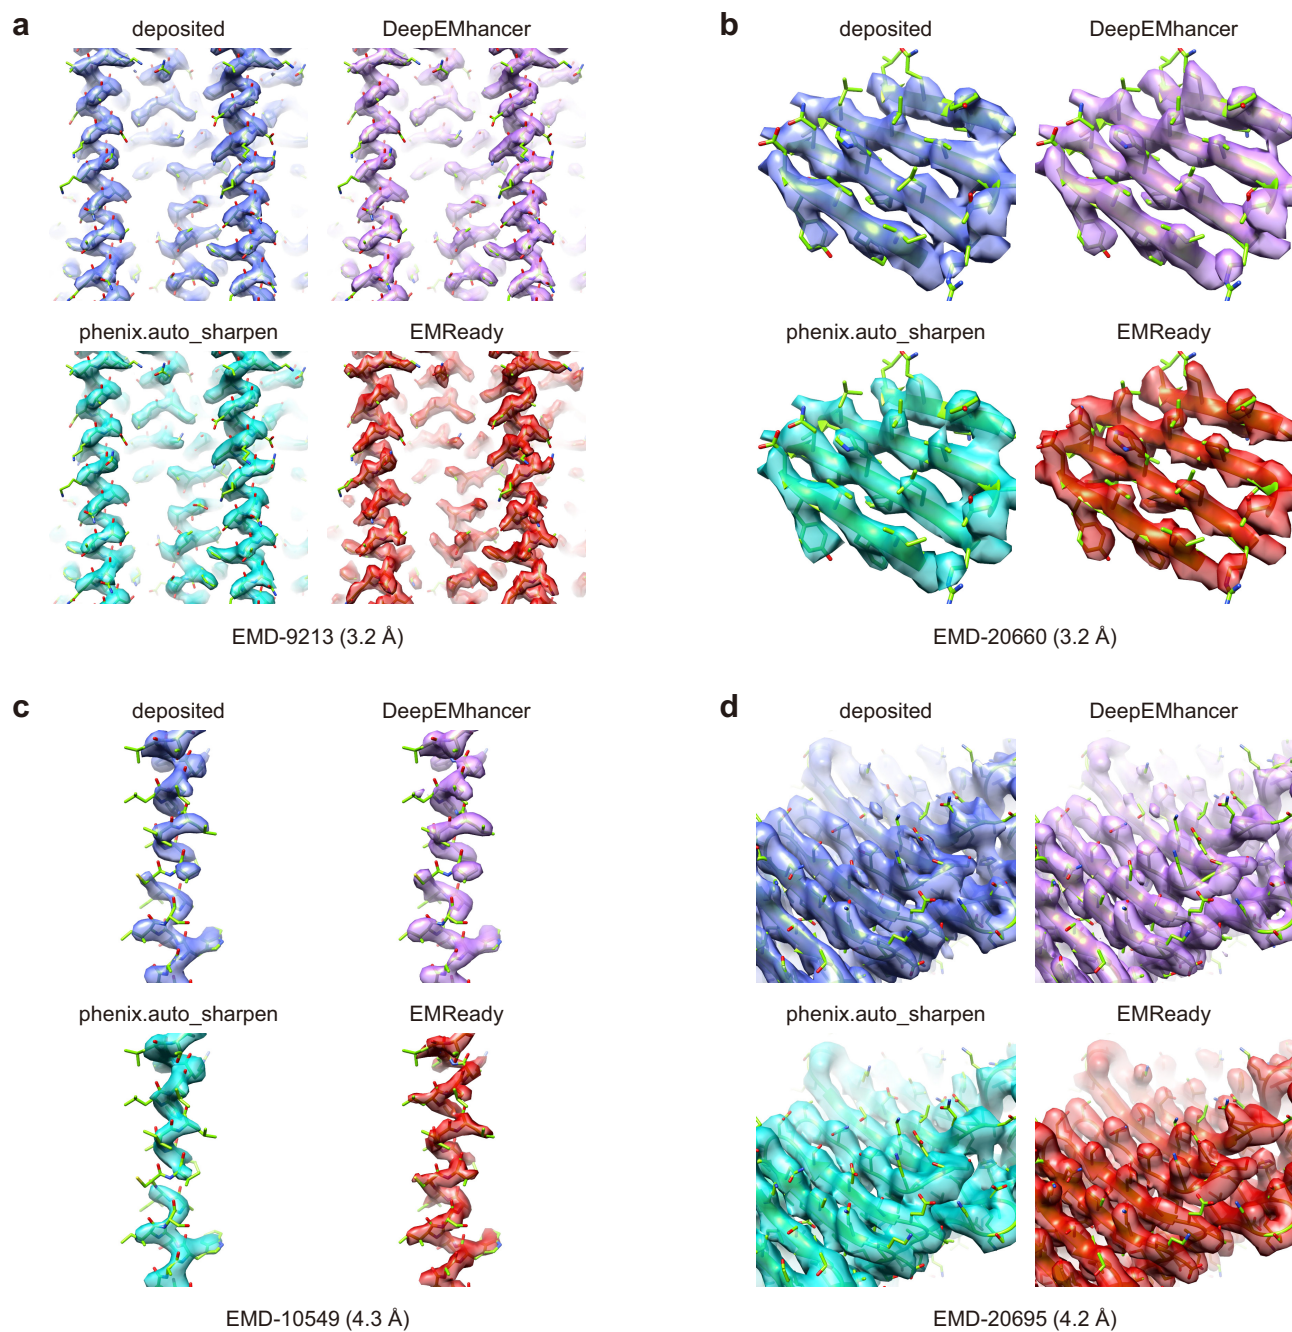 a
deposited
DeepEMhancer
phenix.auto_sharpen
EMReady
EMD-9213 (3.2 Å)
b
deposited
DeepEMhancer
phenix.auto_sharpen
EMReady
EMD-20660 (3.2 Å)
c
deposited
DeepEMhancer
phenix.auto_sharpen
EMReady
EMD-10549 (4.3 Å)
d
deposited
DeepEMhancer
phenix.auto_sharpen
EMReady
EMD-20695 (4.2 Å)